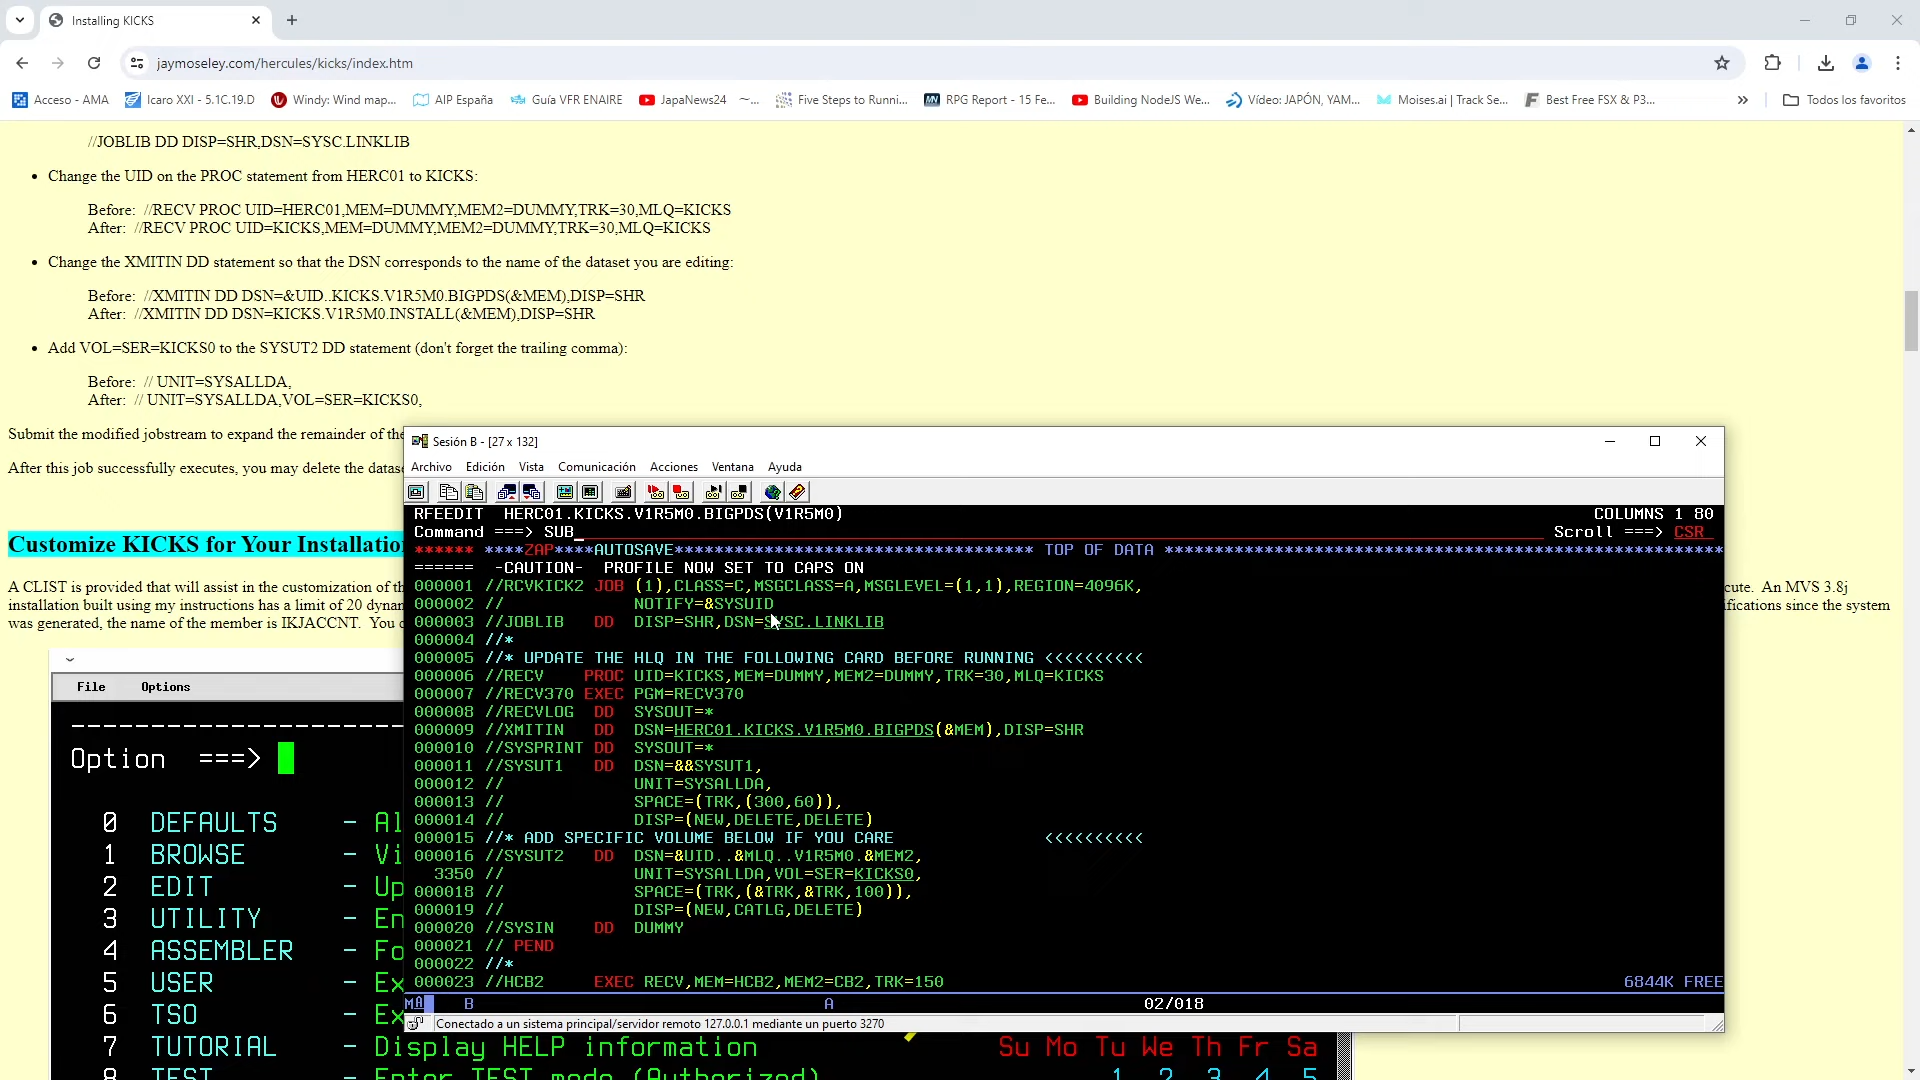 Installing KICKS
jaymoseley.com/hercules/kicks/index.htm
Acceso - AMA
Icaro XXI - 5.1C.19.D
Windy: Wind map...
AIP España
Guía VFR ENAIRE
JapaNews24 ～...
Five Steps to Runni...
RPG Report - 15 Fe...
Building NodeJS We...
Vídeo: JAPÓN, YAM...
Moises.ai | Track Se...
Best Free FSX & P3...
Todos los favoritos
//JOBLIB DD DISP=SHR,DSN=SYSC.LINKLIB
• Change the UID on the PROC statement from HERC01 to KICKS:
Before: //RECV PROC UID=HERC01,MEM=DUMMY,MEM2=DUMMY,TRK=30,MLQ=KICKS
After: //RECV PROC UID=KICKS,MEM=DUMMY,MEM2=DUMMY,TRK=30,MLQ=KICKS
• Change the XMITIN DD statement so that the DSN corresponds to the name of the dataset you are editing:
Before: //XMITIN DD DSN=&UID..KICKS.V1R5M0.BIGPDS(&MEM),DISP=SHR
After: //XMITIN DD DSN=KICKS.V1R5M0.INSTALL(&MEM),DISP=SHR
• Add VOL=SER=KICKS0 to the SYSUT2 DD statement (don't forget the trailing comma):
Before: // UNIT=SYSALLDA,
After: // UNIT=SYSALLDA,VOL=SER=KICKS0,
Submit the modified jobstream to expand the remainder of the
After this job successfully executes, you may delete the datase
Customize KICKS for Your Installation
A CLIST is provided that will assist in the customization of th
cute. An MVS 3.8j
installation built using my instructions has a limit of 20 dynan
ifications since the system
was generated, the name of the member is IKJACCNT. You c
File Options
Option ===>
0 DEFAULTS - Al
1 BROWSE - Vi
2 EDIT - Up
3 UTILITY - En
4 ASSEMBLER - Fo
5 USER - Ex
6 TSO - Ex
7 TUTORIAL - Display HELP information Su Mo Tu We Th Fr Sa
8 TEST - Enter TEST mode (Authorized) 1 2 3 4 5
Sesión B - [27 x 132]
Archivo Edición Vista Comunicación Acciones Ventana Ayuda
RFEEDIT HERC01.KICKS.V1R5M0.BIGPDS(V1R5M0) COLUMNS 1 80
Command ===> SUB_ Scroll ===> CSR
****** ****ZAP****AUTOSAVE************************************ TOP OF DATA ********************************************************
====== -CAUTION- PROFILE NOW SET TO CAPS ON
000001 //RCVKICK2 JOB (1),CLASS=C,MSGCLASS=A,MSGLEVEL=(1,1),REGION=4096K,
000002 // NOTIFY=&SYSUID
000003 //JOBLIB DD DISP=SHR,DSN=SYSC.LINKLIB
000004 //*
000005 //* UPDATE THE HLQ IN THE FOLLOWING CARD BEFORE RUNNING <<<<<<<<<<
000006 //RECV PROC UID=KICKS,MEM=DUMMY,MEM2=DUMMY,TRK=30,MLQ=KICKS
000007 //RECV370 EXEC PGM=RECV370
000008 //RECVLOG DD SYSOUT=*
000009 //XMITIN DD DSN=HERC01.KICKS.V1R5M0.BIGPDS(&MEM),DISP=SHR
000010 //SYSPRINT DD SYSOUT=*
000011 //SYSUT1 DD DSN=&&SYSUT1,
000012 // UNIT=SYSALLDA,
000013 // SPACE=(TRK,(300,60)),
000014 // DISP=(NEW,DELETE,DELETE)
000015 //* ADD SPECIFIC VOLUME BELOW IF YOU CARE <<<<<<<<<<
000016 //SYSUT2 DD DSN=&UID..&MLQ..V1R5M0.&MEM2,
3350 // UNIT=SYSALLDA,VOL=SER=KICKS0,
000018 // SPACE=(TRK,(&TRK,&TRK,100)),
000019 // DISP=(NEW,CATLG,DELETE)
000020 //SYSIN DD DUMMY
000021 // PEND
000022 //*
000023 //HCB2 EXEC RECV,MEM=HCB2,MEM2=CB2,TRK=150 6844K FREE
MA B A 02/018
Conectado a un sistema principal/servidor remoto 127.0.0.1 mediante un puerto 3270